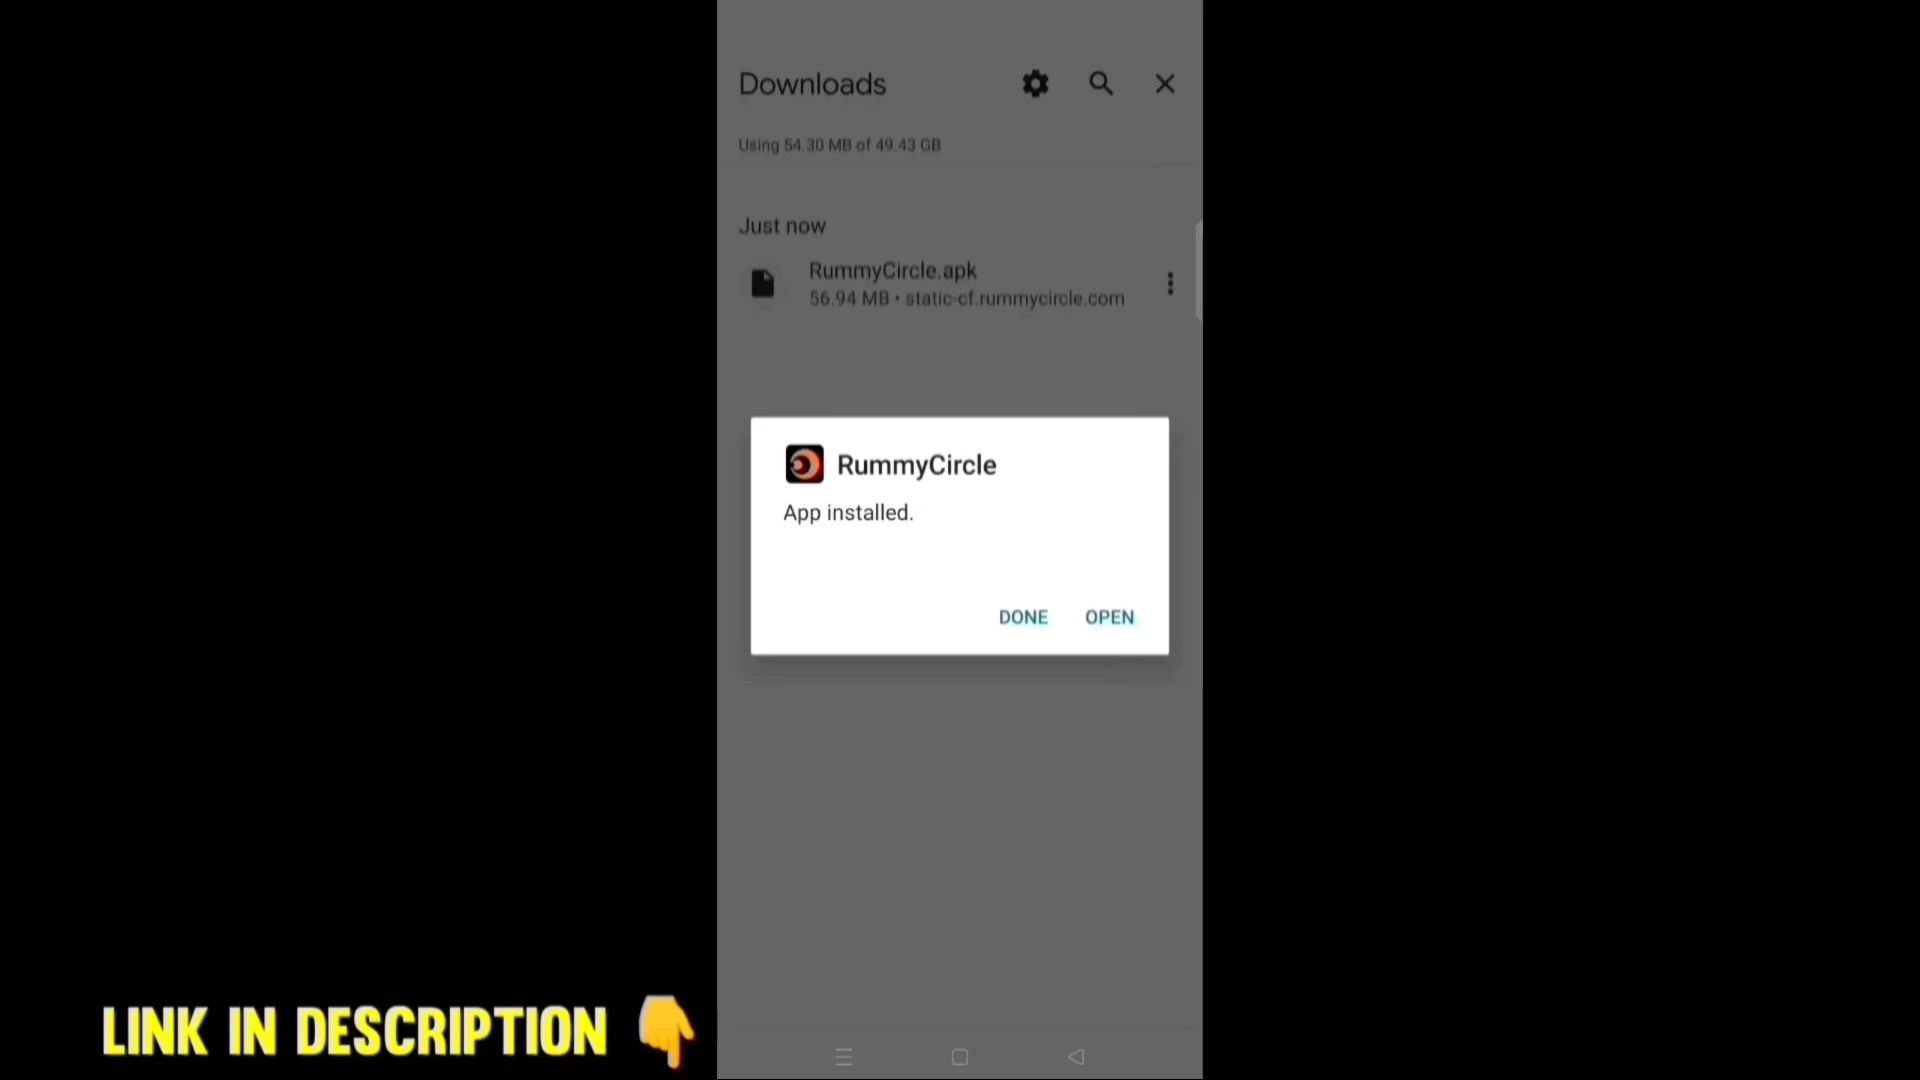 Downloads
Using 54.30 MB of 49.43 GB
Just now
RummyCircle.apk
56.94 MB • static-cf.rummycircle.com
RummyCircle
App installed.
DONE OPEN
LINK IN DESCRIPTION 👇